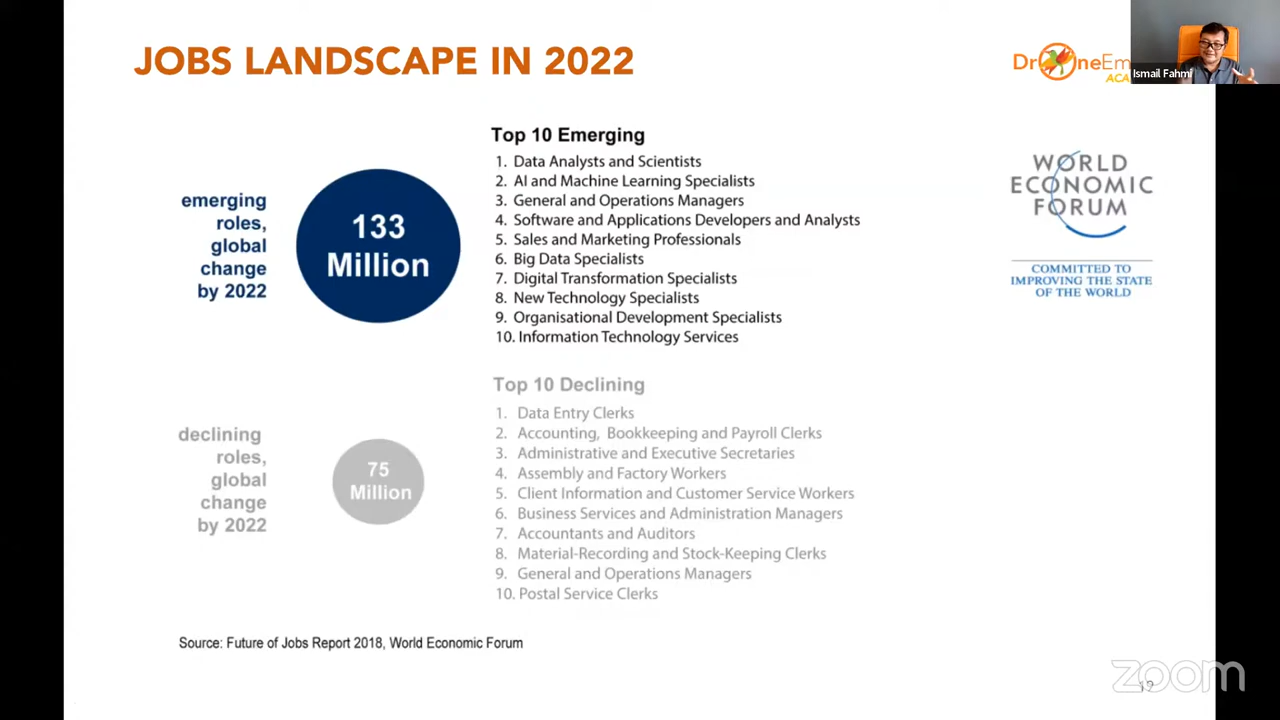 JOBS LANDSCAPE IN 2022
Ismail Fahmi
emerging
roles,
global
change
by 2022
133
Million
Top 10 Emerging
1. Data Analysts and Scientists
2. AI and Machine Learning Specialists
3. General and Operations Managers
4. Software and Applications Developers and Analysts
5. Sales and Marketing Professionals
6. Big Data Specialists
7. Digital Transformation Specialists
8. New Technology Specialists
9. Organisational Development Specialists
10. Information Technology Services
WORLD
ECONOMIC
FORUM
COMMITTED TO
IMPROVING THE STATE
OF THE WORLD
declining
roles,
global
change
by 2022
75
Million
Top 10 Declining
1. Data Entry Clerks
2. Accounting, Bookkeeping and Payroll Clerks
3. Administrative and Executive Secretaries
4. Assembly and Factory Workers
5. Client Information and Customer Service Workers
6. Business Services and Administration Managers
7. Accountants and Auditors
8. Material-Recording and Stock-Keeping Clerks
9. General and Operations Managers
10. Postal Service Clerks
Source: Future of Jobs Report 2018, World Economic Forum
zoom